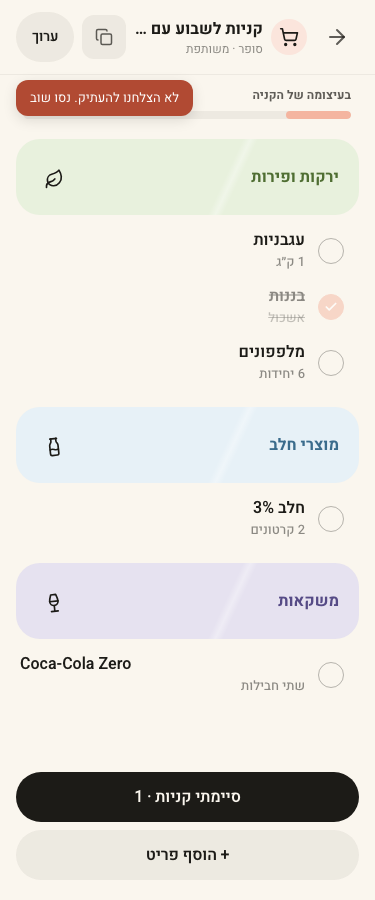 קניות לשבוע עם ...
סופר · משותפת
ערוך
בעיצומה של הקניה
לא הצלחנו להעתיק. נסו שוב
ירקות ופירות
עגבניות
1 ק״ג
בננות
אשכול
מלפפונים
6 יחידות
מוצרי חלב
חלב 3%
2 קרטונים
משקאות
Coca-Cola Zero
שתי חבילות
סיימתי קניות · 1
+ הוסף פריט